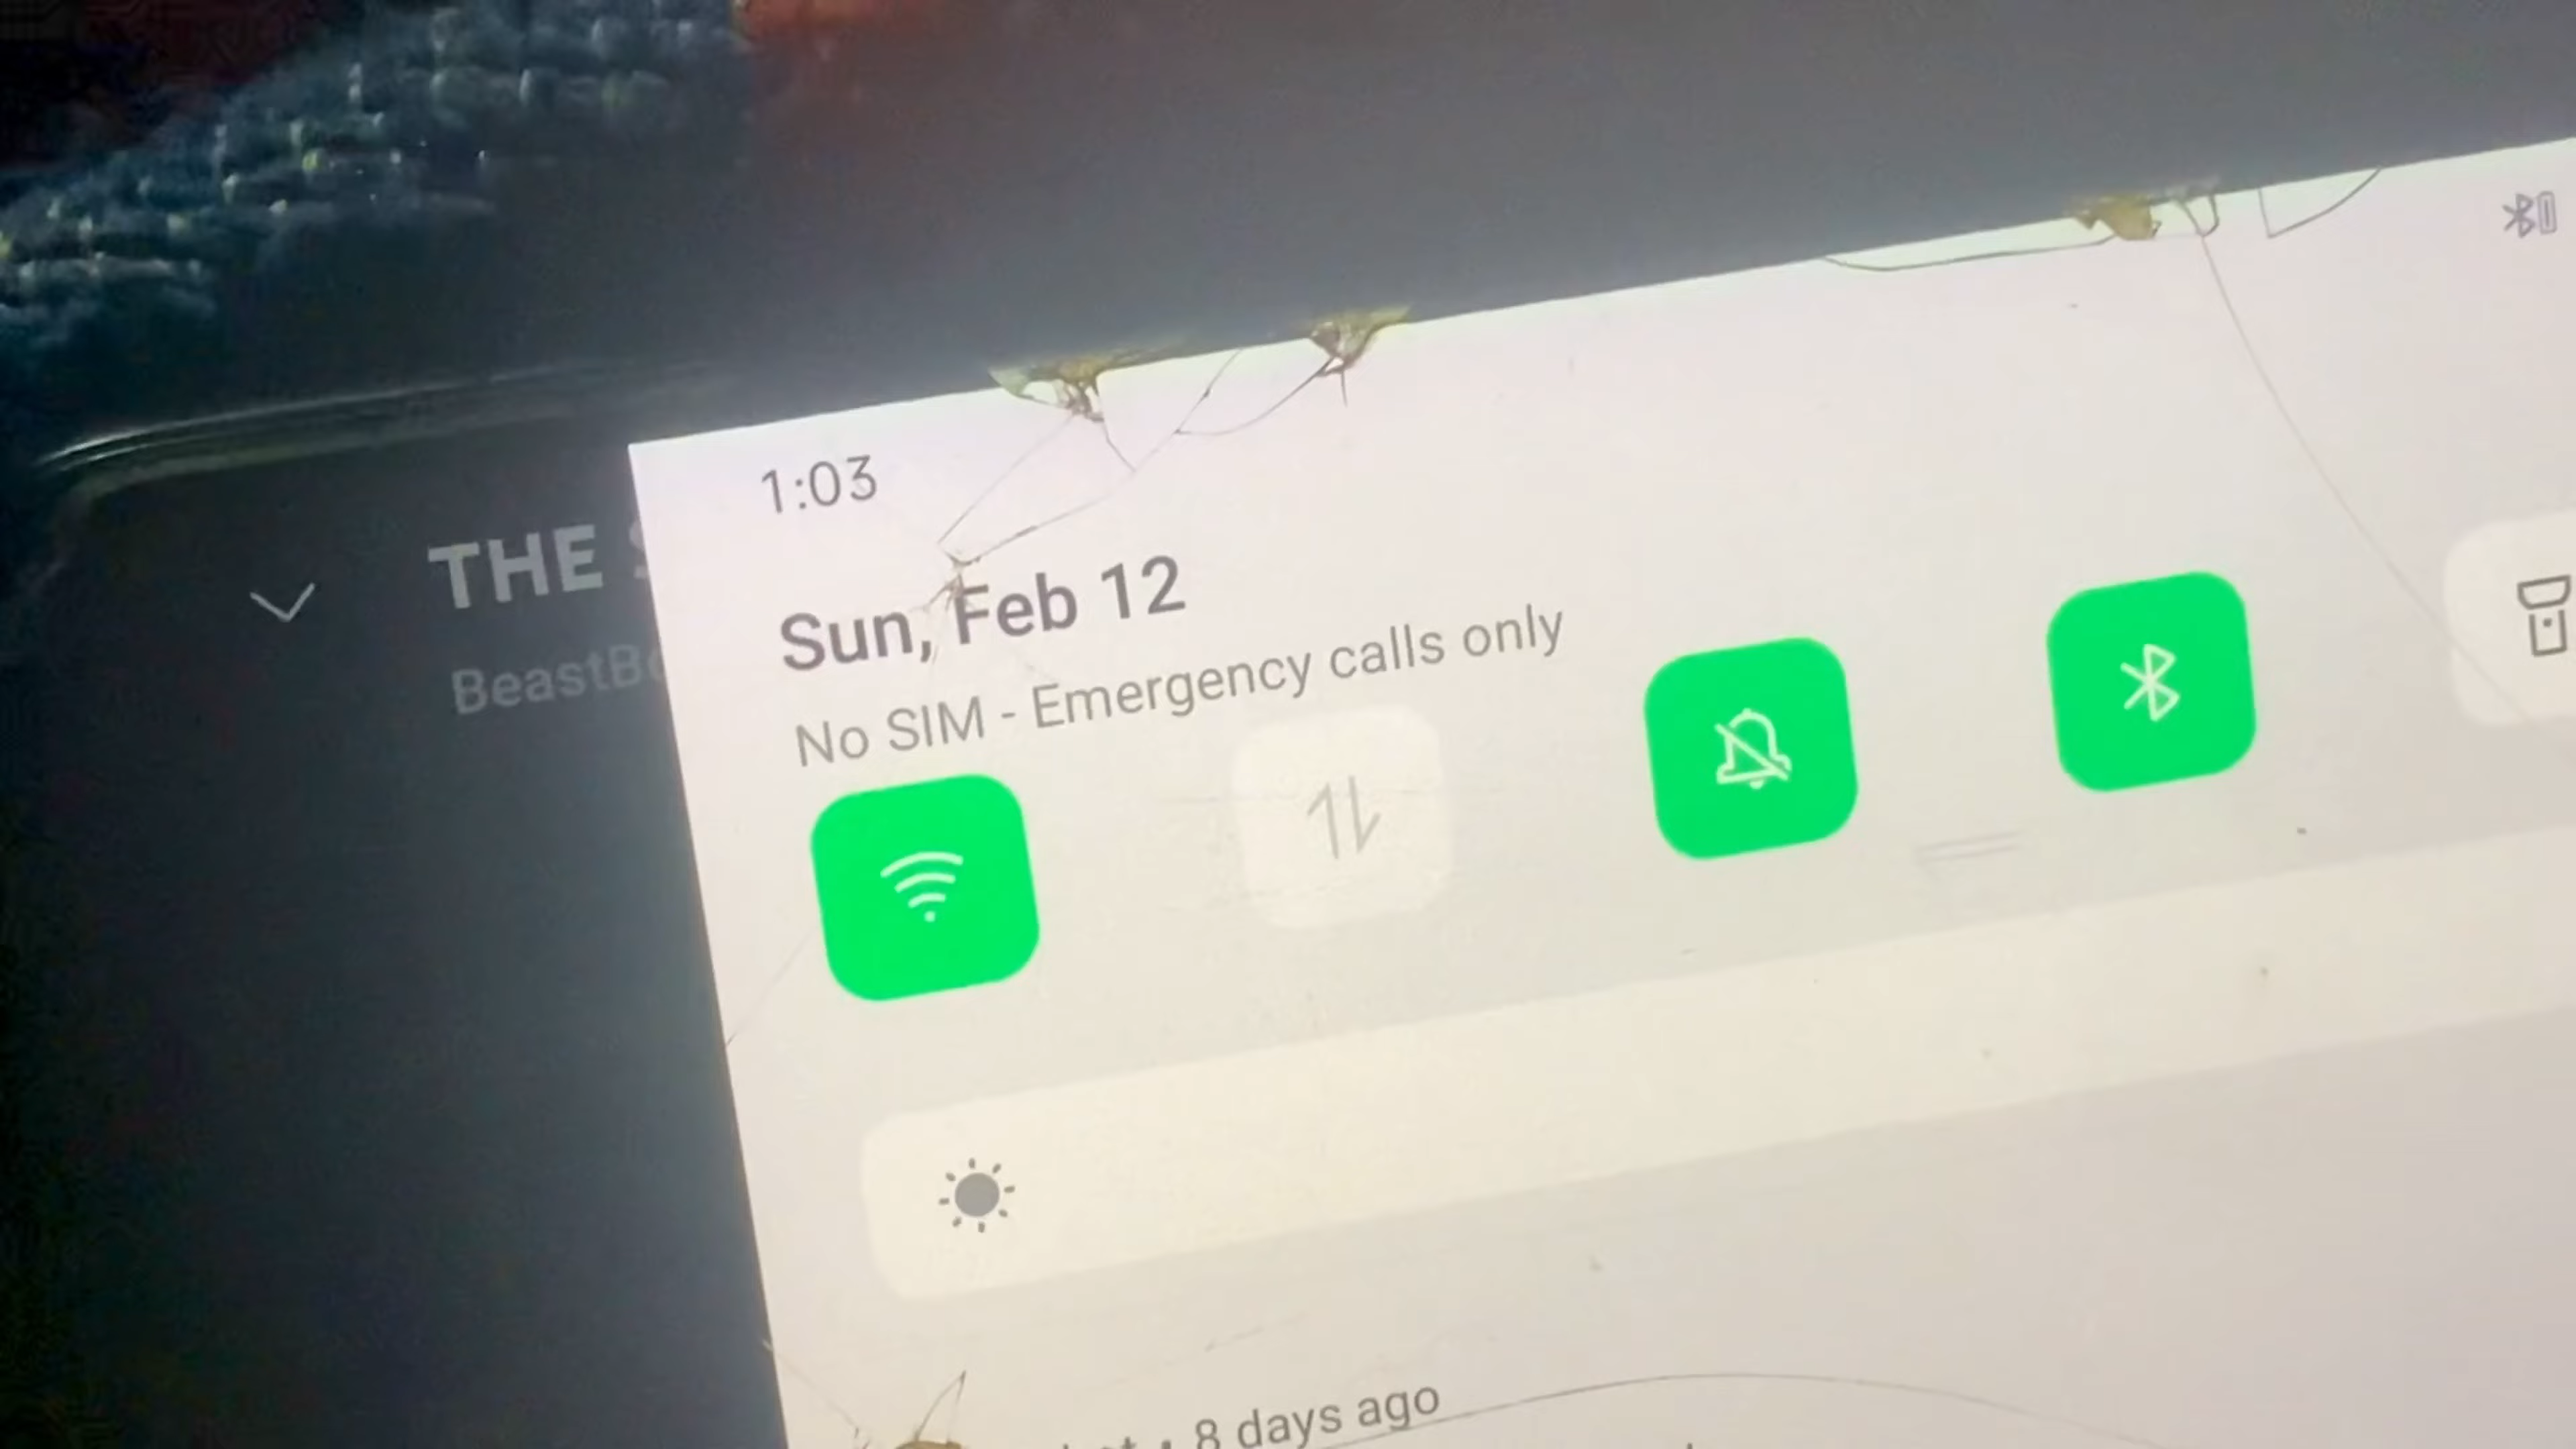 1:03
THE
Sun, Feb 12
No SIM - Emergency calls only
• 8 days ago